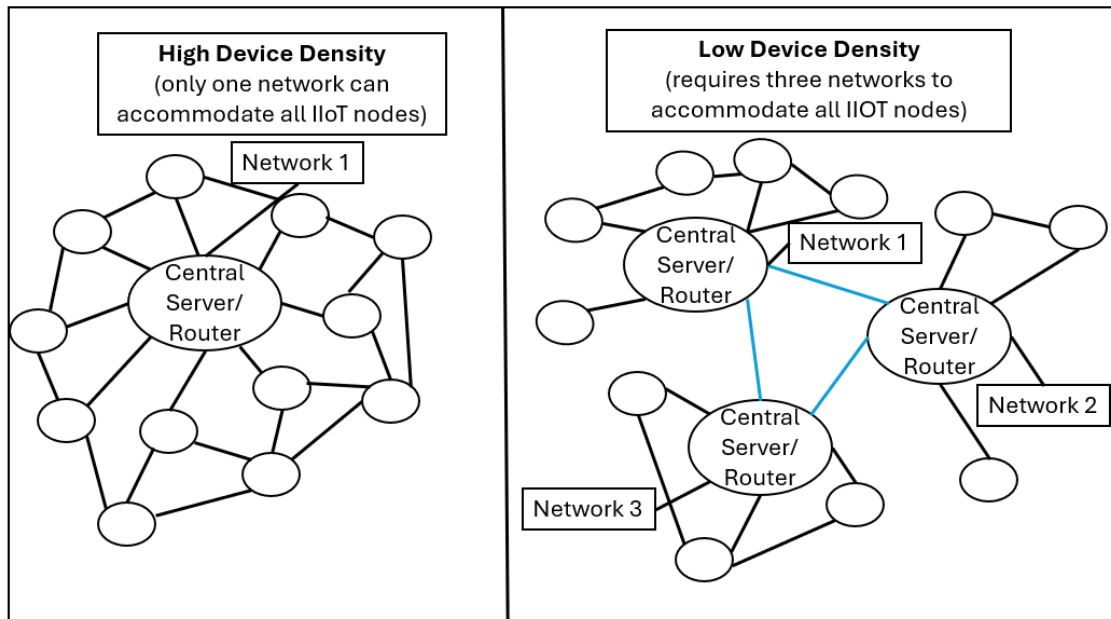 High Device Density
(only one network can
accommodate all IIoT nodes)
Network 1
Central
Server/
Router
Low Device Density
(requires three networks to
accommodate all IIOT nodes)
Central
Server/
Router
Network 1
Central
Server/
Router
Network 2
Central
Server/
Router
Network 3